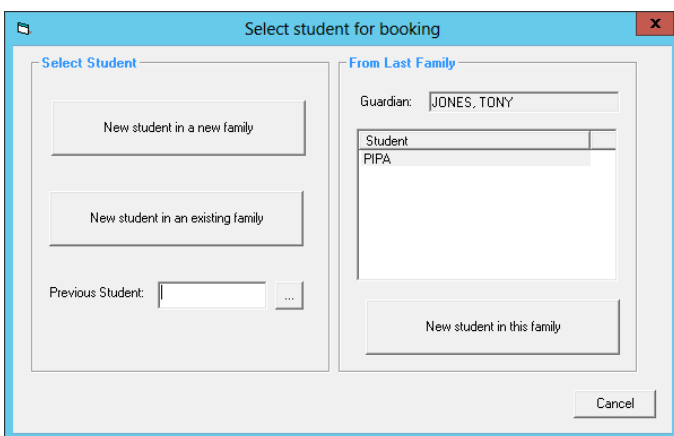 Select student for booking
x
Select Student
New student in a new family
New student in an existing family
Previous Student:
...
From Last Family
Guardian: JONES, TONY
Student
PIPA
New student in this family
Cancel